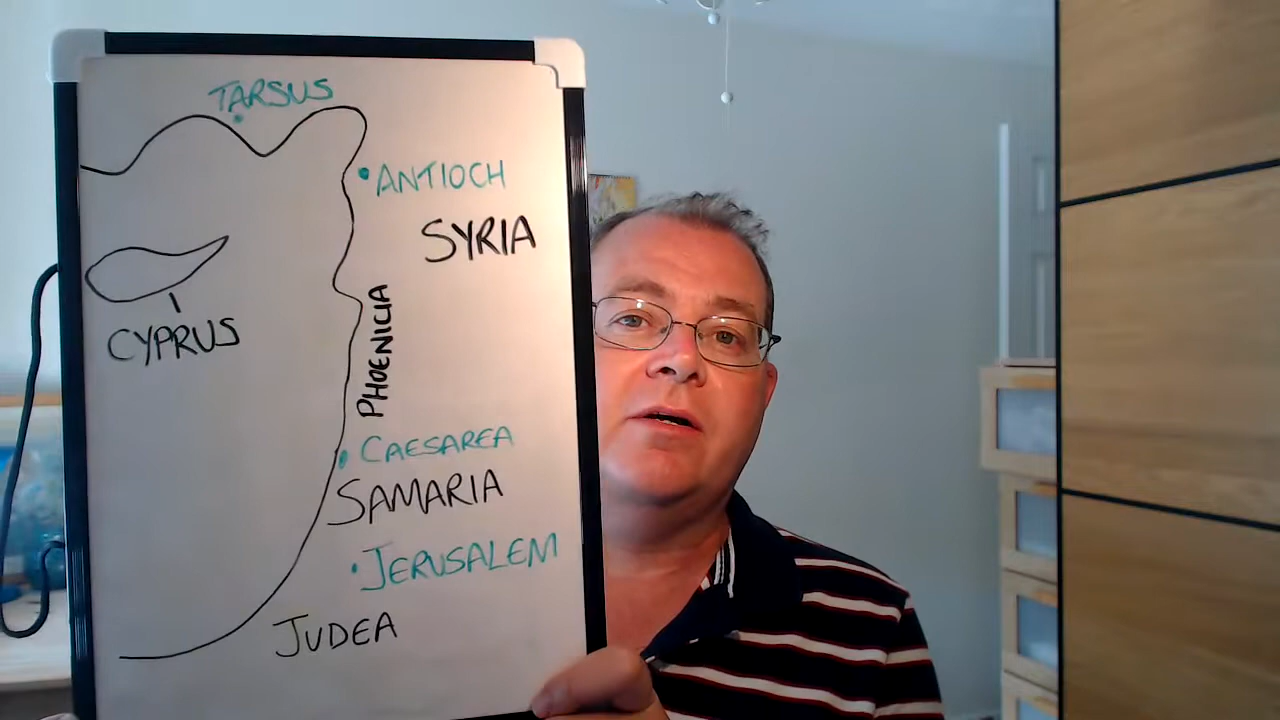 TARSUS
ANTIOCH
SYRIA
CYPRUS
PHOENICIA
CAESAREA
SAMARIA
JERUSALEM
JUDEA